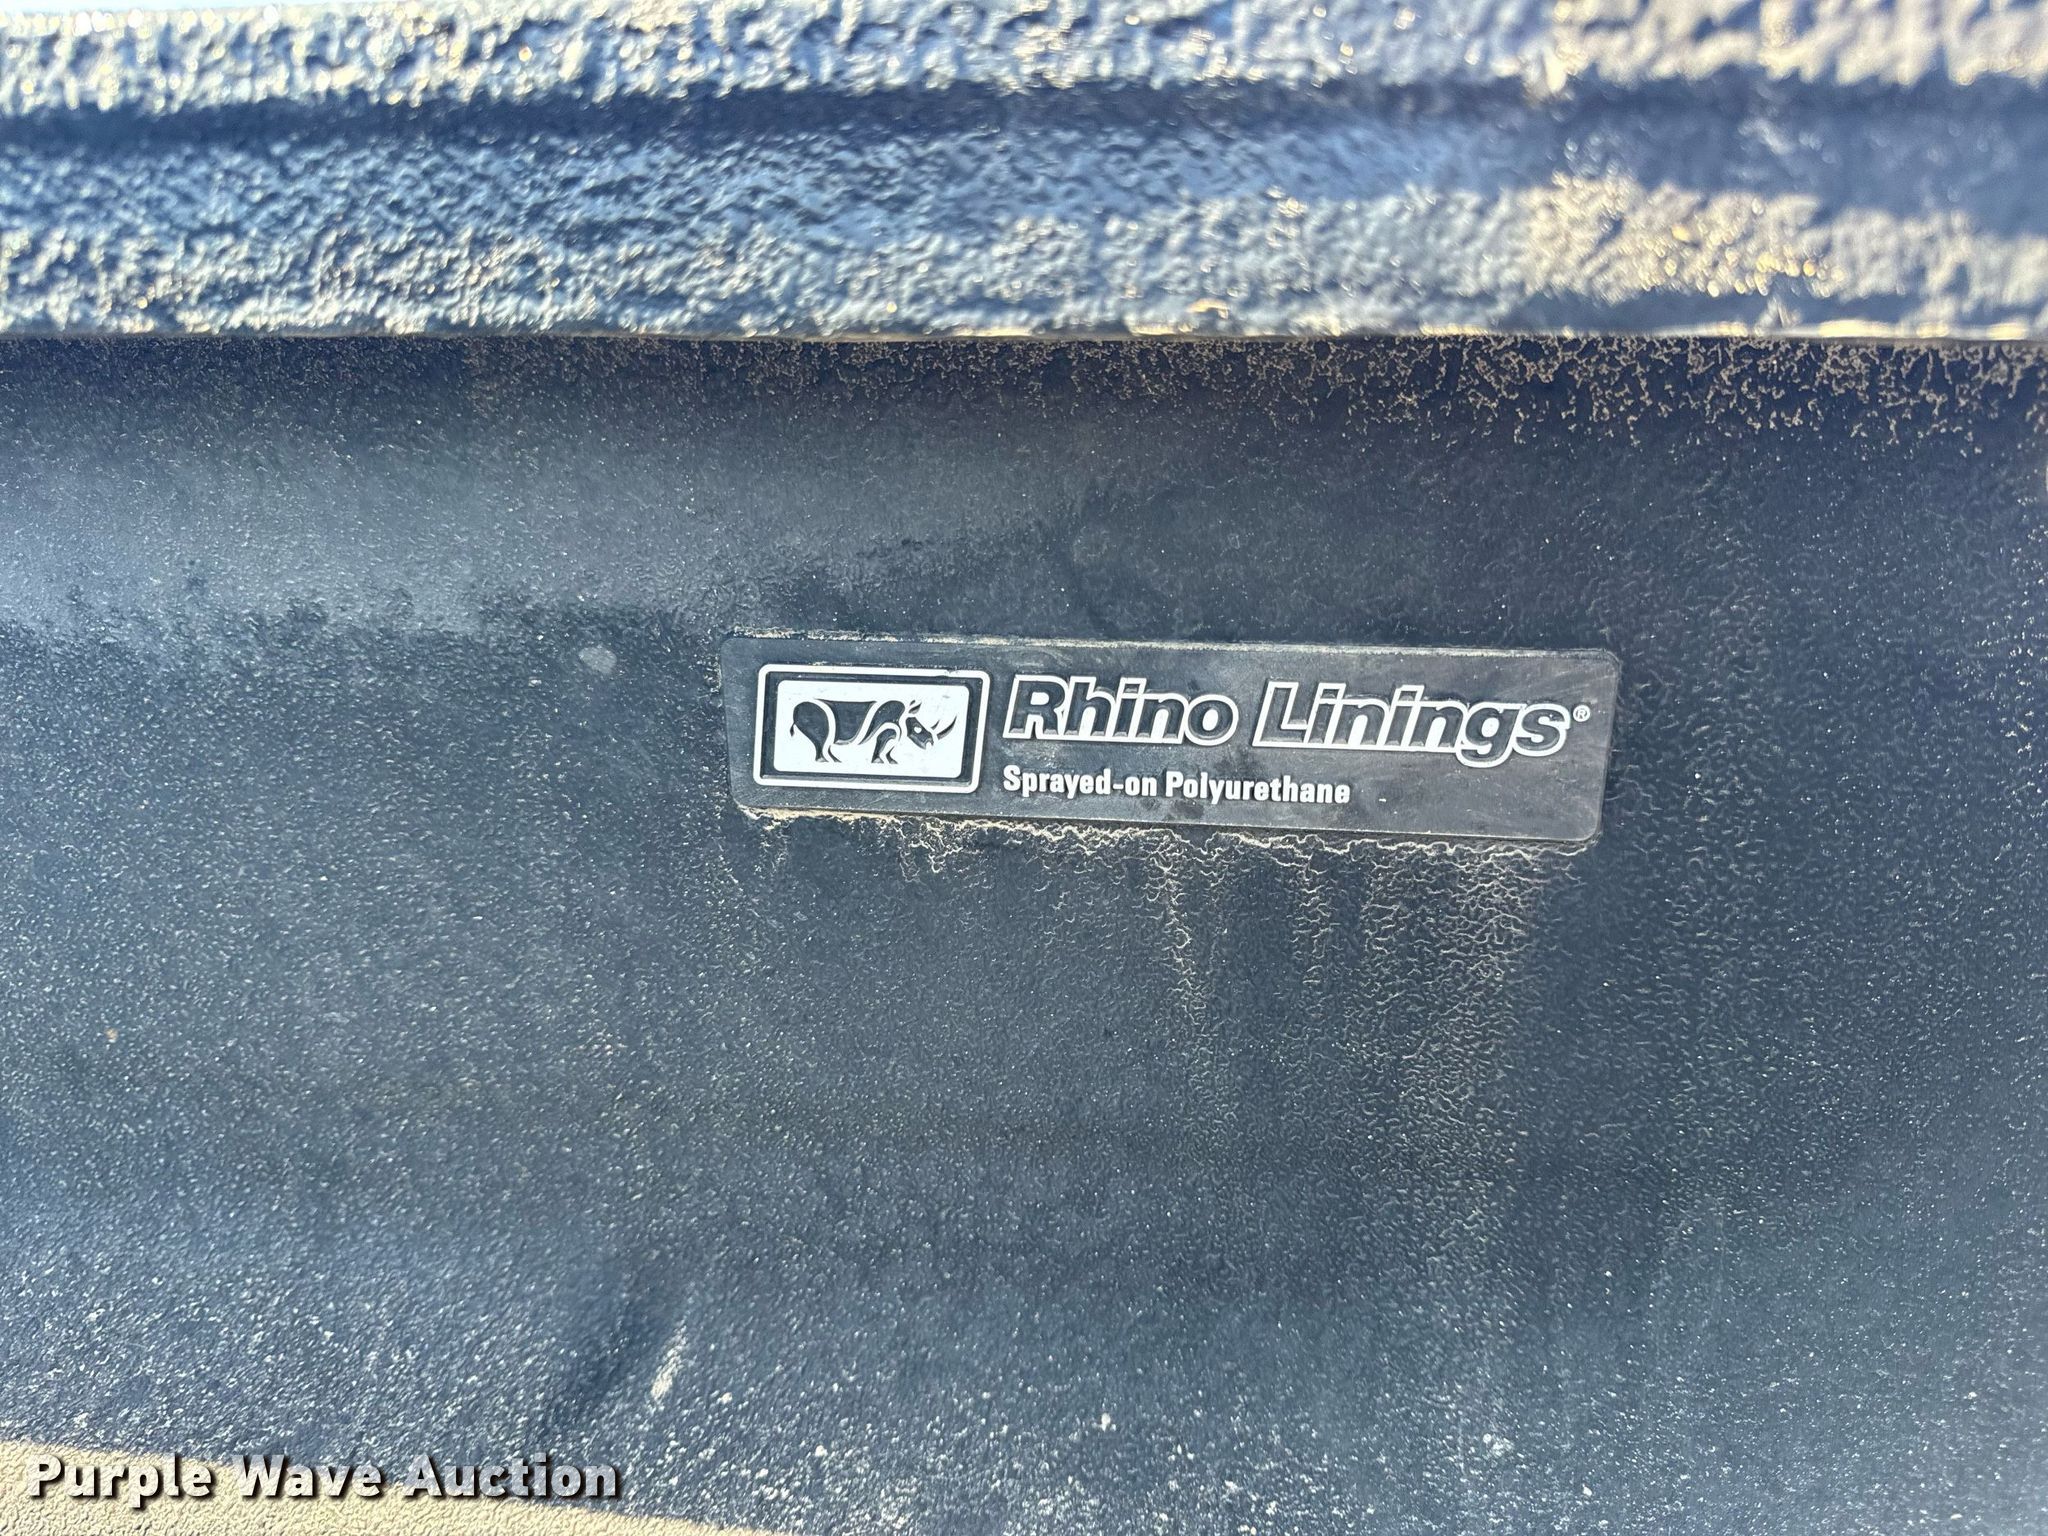 Rhino Linings®
Sprayed-on Polyurethane
Purple Wave Auction